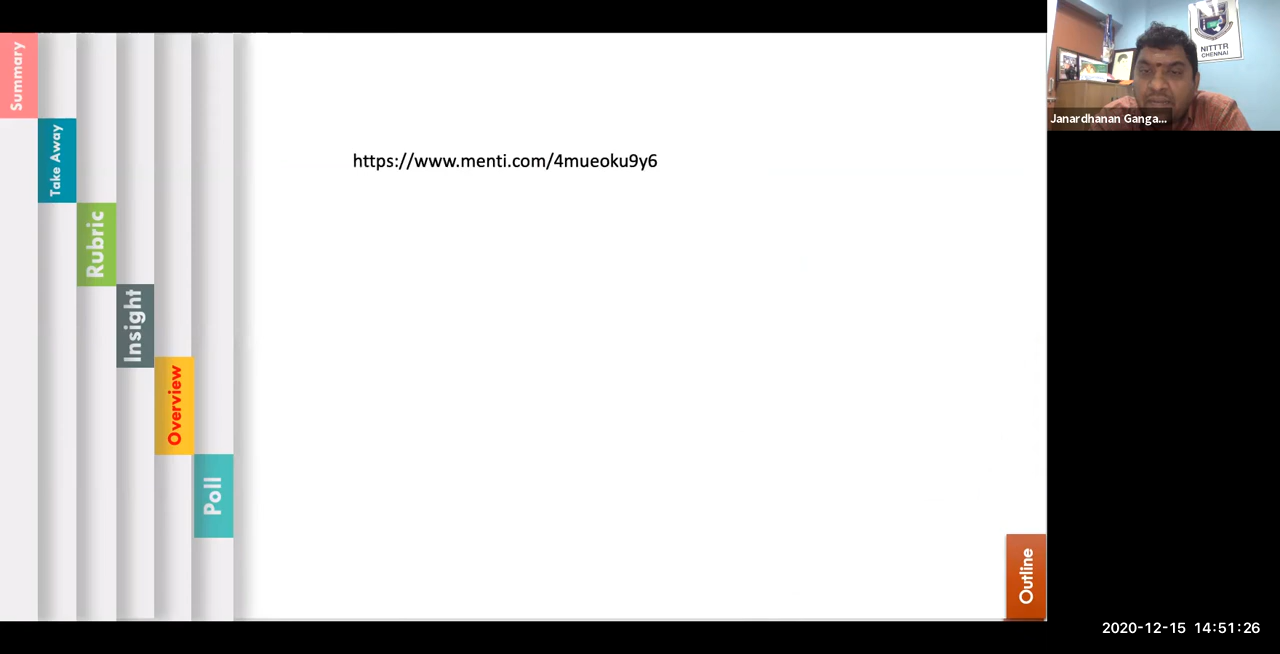 Summary
Take Away
Rubric
Insight
Overview
Poll
https://www.menti.com/4mueoku9y6
Outline
NITTTR
CHENNAI
Janardhanan Ganga...
2020-12-15 14:51:26